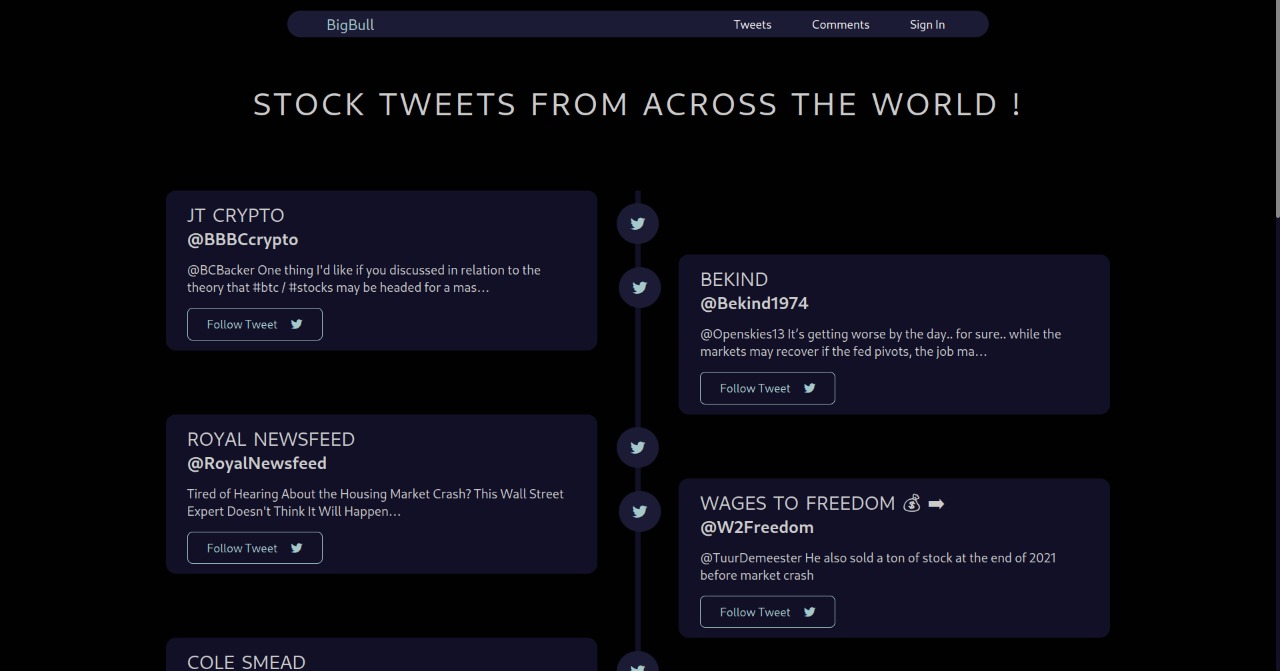 BigBull
Tweets
Comments
Sign In
STOCK TWEETS FROM ACROSS THE WORLD !
JT CRYPTO
@BBBCcrypto
@BCBacker One thing I'd like if you discussed in relation to the
theory that #btc / #stocks may be headed for a mas…
Follow Tweet
BEKIND
@Bekind1974
@Openskies13 It’s getting worse by the day.. for sure.. while the
markets may recover if the fed pivots, the job ma…
Follow Tweet
ROYAL NEWSFEED
@RoyalNewsfeed
Tired of Hearing About the Housing Market Crash? This Wall Street
Expert Doesn't Think It Will Happen…
Follow Tweet
WAGES TO FREEDOM 💰 ➡
@W2Freedom
@TuurDemeester He also sold a ton of stock at the end of 2021
before market crash
Follow Tweet
COLE SMEAD